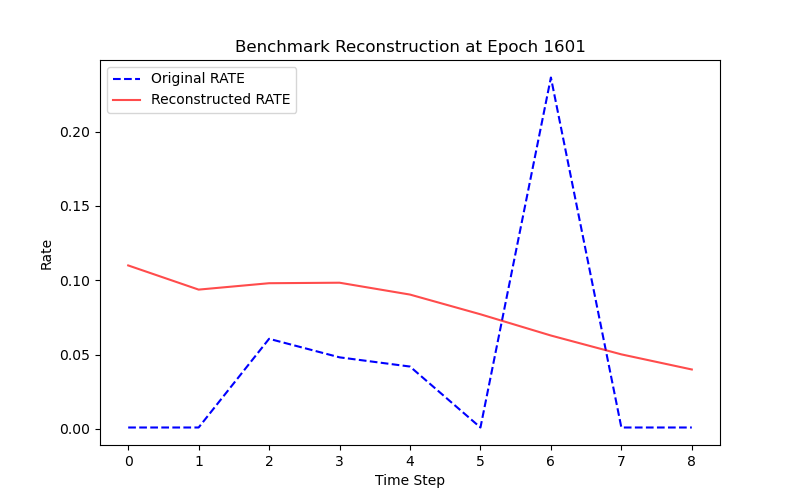 Benchmark Reconstruction at Epoch 1601
Original RATE
Reconstructed RATE
0.20
0.15
0.10
0.05
0.00
Rate
0 1 2 3 4 5 6 7 8
Time Step